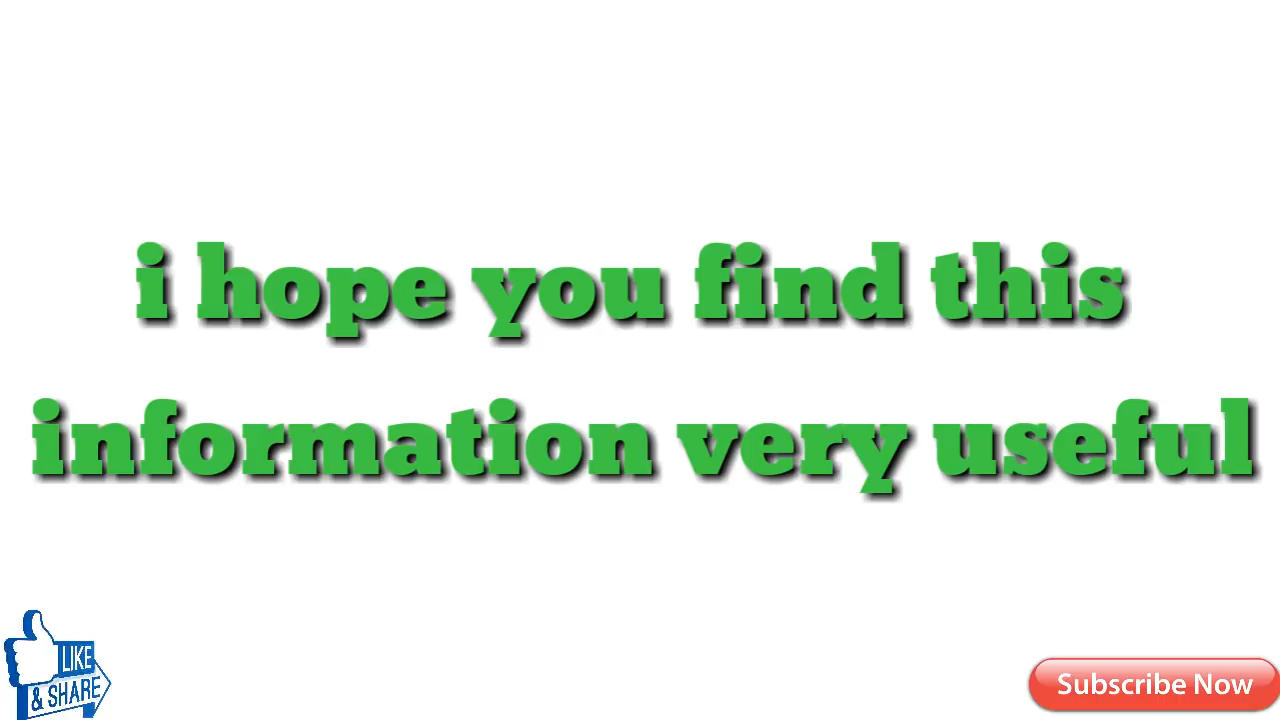 i hope you find this
information very useful
LIKE
& SHARE
Subscribe Now